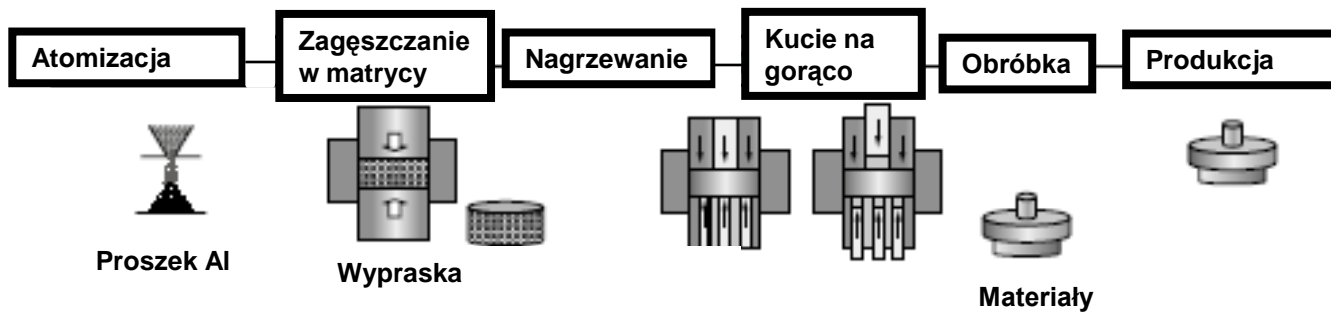 Atomizacja
Zagęszczanie
w matrycy
Nagrzewanie
Kucie na
gorąco
Obróbka
Produkcja
Proszek Al
Wypraska
Materiały